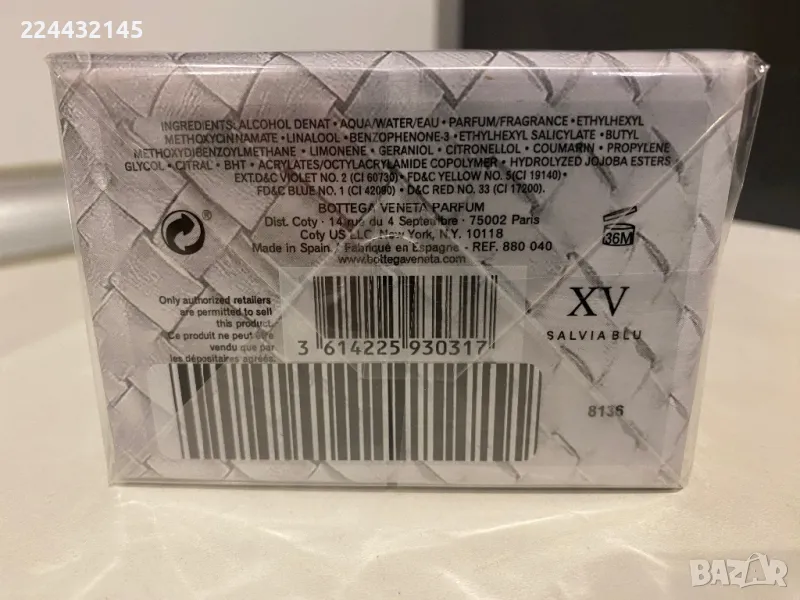 224432145
INGREDIENTS: ALCOHOL DENAT • AQUA/WATER/EAU • PARFUM/FRAGRANCE • ETHYLHEXYL
METHOXYCINNAMATE • LINALOOL • BENZOPHENONE-3 • ETHYLHEXYL SALICYLATE • BUTYL
METHOXYDIBENZOYLMETHANE • LIMONENE • GERANIOL • CITRONELLOL • COUMARIN • PROPYLENE
GLYCOL • CITRAL • BHT • ACRYLATES/OCTYLACRYLAMIDE COPOLYMER • HYDROLYZED JOJOBA ESTERS
EXT.D&C VIOLET NO. 2 (CI 60730) • FD&C YELLOW NO. 5(CI 19140) •
FD&C BLUE NO. 1 (CI 42090) • D&C RED NO. 33 (CI 17200).
BOTTEGA VENETA PARFUM
Dist. Coty · 14 rue du 4 Septembre · 75002 Paris
Coty US LLC, New York, N.Y. 10118
Made in Spain / Fabriqué en Espagne - REF. 880 040
www.bottegaveneta.com
®
36M
Only authorized retailers
are permitted to sell
this product.
Ce produit ne peut être
vendu que par
les dépositaires agréés.
3 614225 930317
XV
SALVIA BLU
8136
BAZAR